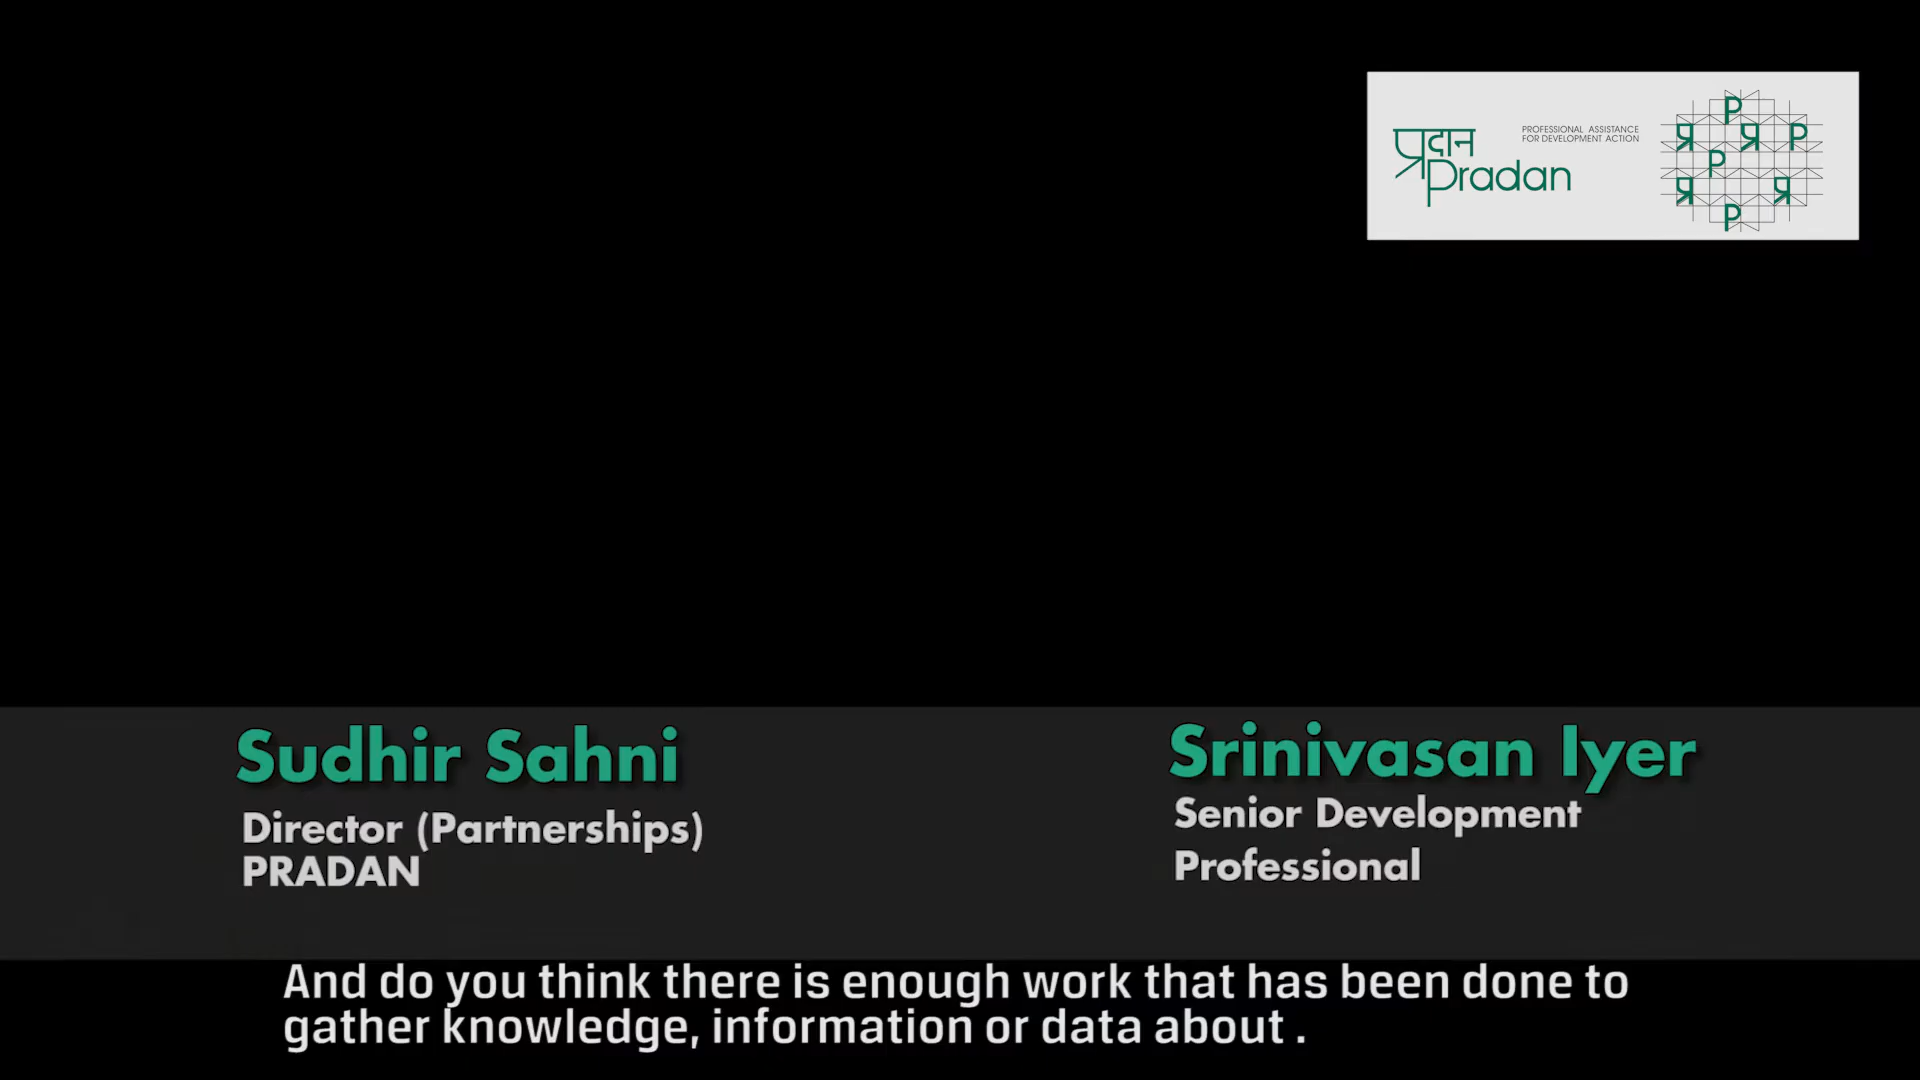 प्रदान
Pradan
PROFESSIONAL ASSISTANCE
FOR DEVELOPMENT ACTION
P
प्र
प्र
P
P
प्र
प्र
P
Sudhir Sahni
Director (Partnerships)
PRADAN
Srinivasan Iyer
Senior Development
Professional
And do you think there is enough work that has been done to
gather knowledge, information or data about .